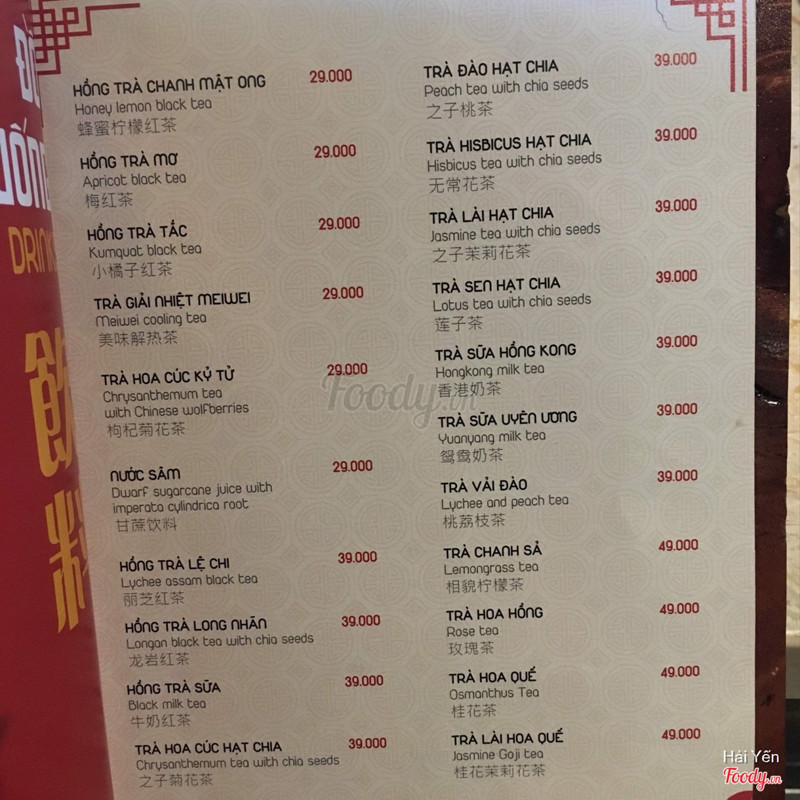 ĐỒ
UỐNG
DRINK
飲
料
HỒNG TRÀ CHANH MẬT ONG 29.000
Honey lemon black tea
蜂蜜柠檬红茶
HỒNG TRÀ MƠ 29.000
Apricot black tea
梅红茶
HỒNG TRÀ TẮC 29.000
Kumquat black tea
小橘子红茶
TRÀ GIẢI NHIỆT MEIWEI 29.000
Meiwei cooling tea
美味解热茶
TRÀ HOA CÚC KỶ TỬ 29.000
Chrysanthemum tea
with Chinese wolfberries
枸杞菊花茶
NƯỚC SÂM 29.000
Dwarf sugarcane juice with
imperata cylindrica root
甘蔗饮料
HỒNG TRÀ LỆ CHI 39.000
Lychee assam black tea
丽芝红茶
HỒNG TRÀ LONG NHÃN 39.000
Longan black tea with chia seeds
龙岩红茶
HỒNG TRÀ SỮA 39.000
Black milk tea
牛奶红茶
TRÀ HOA CÚC HẠT CHIA 39.000
Chrysanthemum tea with chia seeds
之子菊花茶
TRÀ ĐÀO HẠT CHIA 39.000
Peach tea with chia seeds
之子桃茶
TRÀ HISBICUS HẠT CHIA 39.000
Hisbicus tea with chia seeds
无常花茶
TRÀ LÀI HẠT CHIA 39.000
Jasmine tea with chia seeds
之子茉莉花茶
TRÀ SEN HẠT CHIA 39.000
Lotus tea with chia seeds
莲子茶
TRÀ SỮA HỒNG KONG 39.000
Hongkong milk tea
香港奶茶
TRÀ SỮA UYÊN ƯƠNG 39.000
Yuanyang milk tea
鸳鸯奶茶
TRÀ VẢI ĐÀO 39.000
Lychee and peach tea
桃荔枝茶
TRÀ CHANH SẢ 49.000
Lemongrass tea
相貌柠檬茶
TRÀ HOA HỒNG 49.000
Rose tea
玫瑰茶
TRÀ HOA QUẾ 49.000
Osmanthus Tea
桂花茶
TRÀ LÀI HOA QUẾ 49.000
Jasmine Goji tea
桂花茉莉花茶
Foody.vn
Hải Yến
Foody.vn